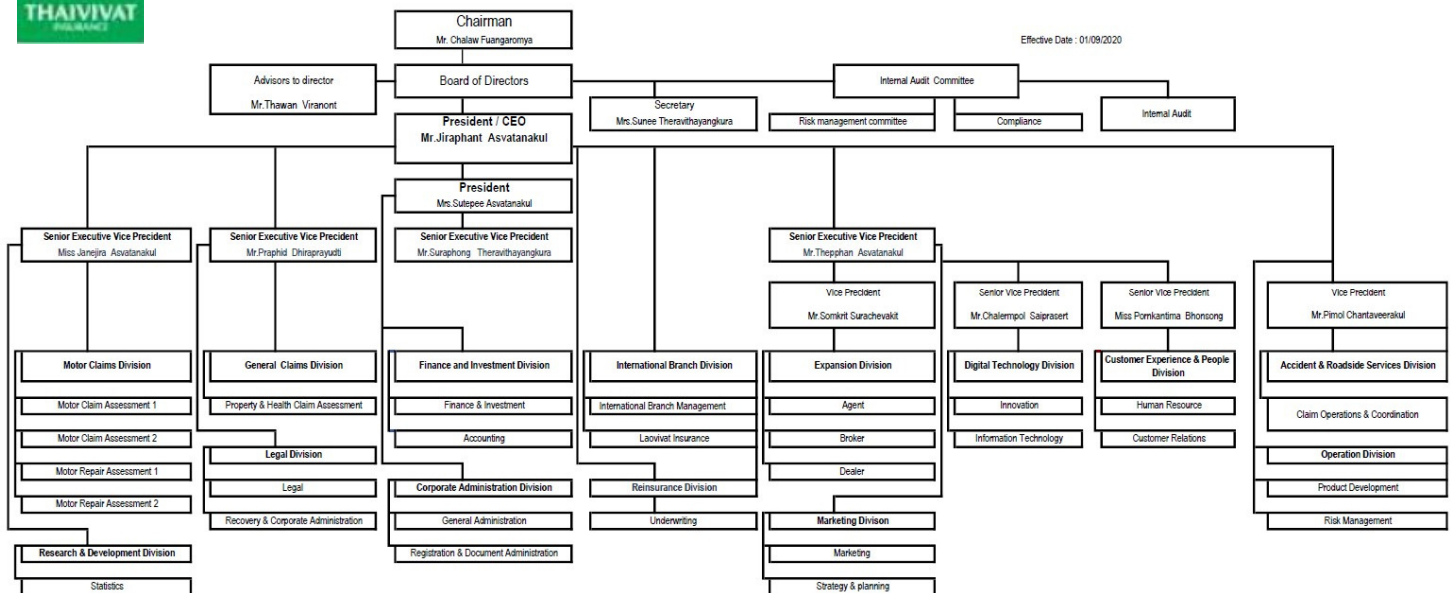 THAIVIVAT
INSURANCE
Chairman
Mr. Chalaw Fuangaromya
Effective Date : 01/09/2020
Advisors to director
Mr.Thawan Viranont
Board of Directors
Internal Audit Committee
Secretary
Mrs.Sunee Theravithayangkura
Risk management committee
Compliance
Internal Audit
President / CEO
Mr.Jiraphant Asvatanakul
President
Mrs.Sutepee Asvatanakul
Senior Executive Vice Precident
Miss Janejira Asvatanakul
Senior Executive Vice Precident
Mr.Praphid Dhiraprayudti
Senior Executive Vice Precident
Mr.Suraphong Theravithayangkura
Senior Executive Vice Precident
Mr.Thepphan Asvatanakul
Vice Precident
Mr.Somkrit Surachevakit
Senior Vice Precident
Mr.Chalermpol Saiprasert
Senior Vice Precident
Miss Pornkantima Bhonsong
Vice Precident
Mr.Pimol Chantaveerakul
Motor Claims Division
General Claims Division
Finance and Investment Division
International Branch Division
Expansion Division
Digital Technology Division
Customer Experience & People
Division
Accident & Roadside Services Division
Motor Claim Assessment 1
Property & Health Claim Assessment
Finance & Investment
International Branch Management
Agent
Innovation
Human Resource
Claim Operations & Coordination
Motor Claim Assessment 2
Accounting
Laovivat Insurance
Broker
Information Technology
Customer Relations
Legal Division
Operation Division
Motor Repair Assessment 1
Dealer
Legal
Corporate Administration Division
Reinsurance Division
Product Development
Motor Repair Assessment 2
Recovery & Corporate Administration
General Administration
Underwriting
Marketing Divison
Risk Management
Research & Development Division
Registration & Document Administration
Marketing
Statistics
Strategy & planning